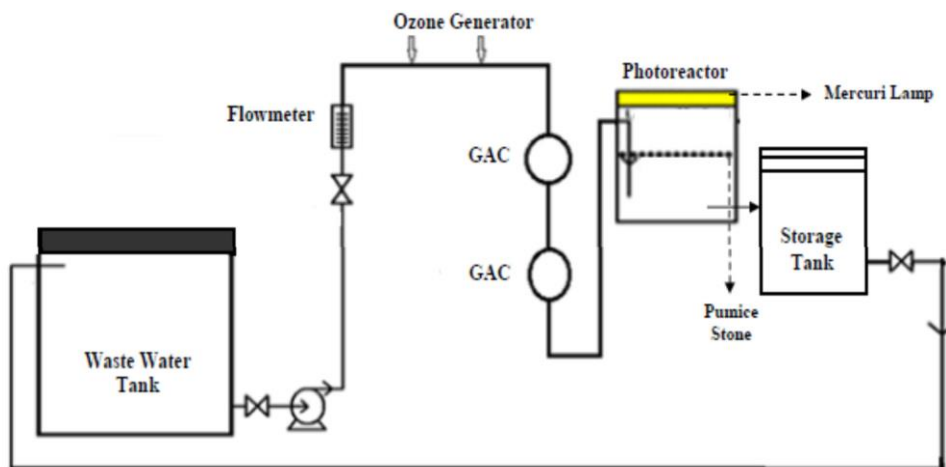 Ozone Generator
Photoreactor
Mercuri Lamp
Flowmeter
GAC
Storage
Tank
GAC
Pumice
Stone
Waste Water
Tank